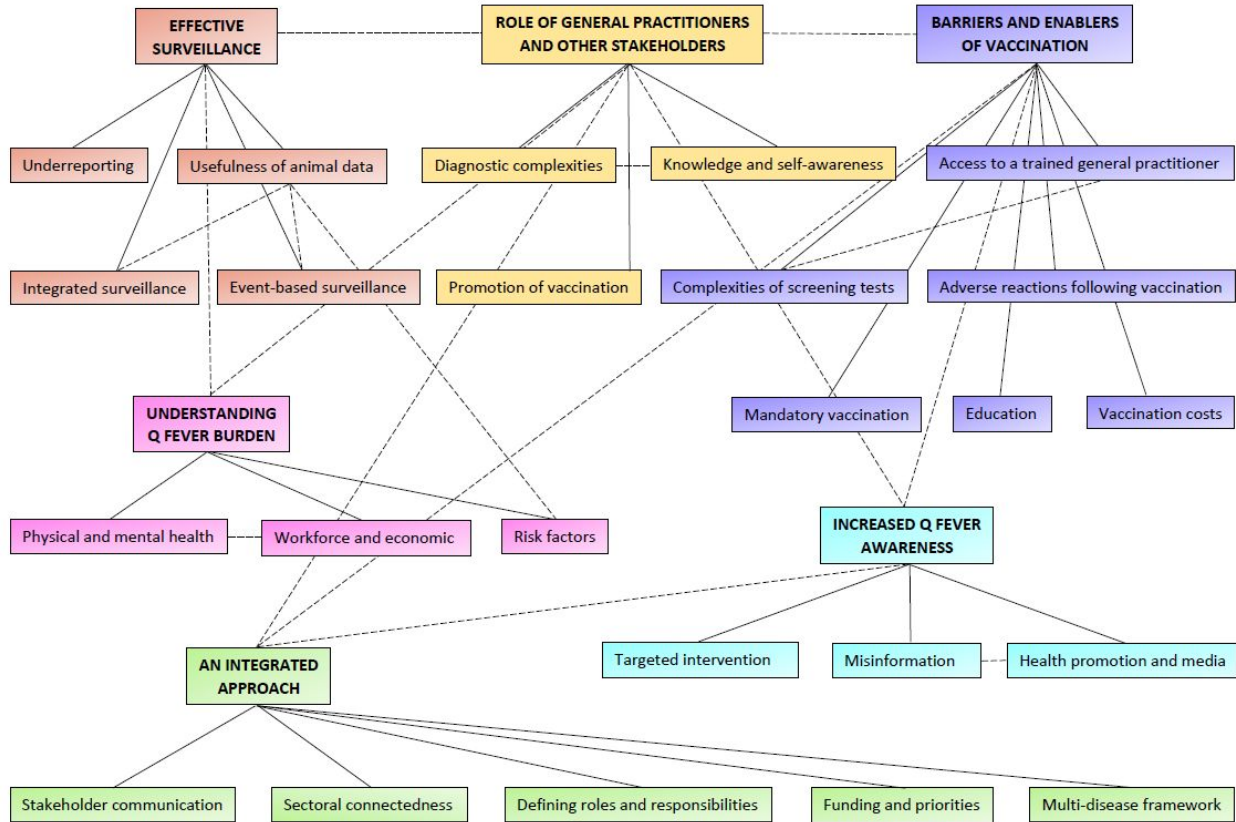 EFFECTIVE
SURVEILLANCE
ROLE OF GENERAL PRACTITIONERS
AND OTHER STAKEHOLDERS
BARRIERS AND ENABLERS
OF VACCINATION
Underreporting
Usefulness of animal data
Diagnostic complexities
Knowledge and self-awareness
Access to a trained general practitioner
Integrated surveillance
Event-based surveillance
Promotion of vaccination
Complexities of screening tests
Adverse reactions following vaccination
UNDERSTANDING
Q FEVER BURDEN
Mandatory vaccination
Education
Vaccination costs
Physical and mental health
Workforce and economic
Risk factors
INCREASED Q FEVER
AWARENESS
AN INTEGRATED
APPROACH
Targeted intervention
Misinformation
Health promotion and media
Stakeholder communication
Sectoral connectedness
Defining roles and responsibilities
Funding and priorities
Multi-disease framework